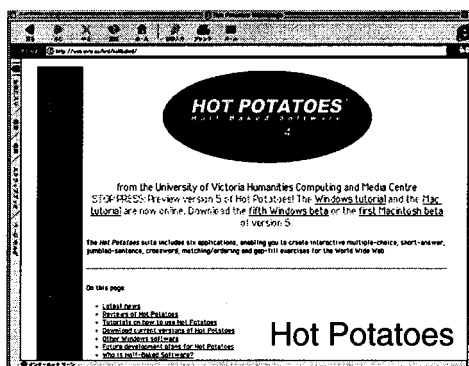 HOT POTATOES
Half-Baked Software
4
from the University of Victoria Humanities Computing and Media Centre
STOP PRESS: Preview version 5 of Hot Potatoes! The Windows tutorial and the Mac
tutorial are now online. Download the fifth Windows beta or the first Macintosh beta
of version 5.
The Hot Potatoes suite includes six applications, enabling you to create interactive multiple-choice, short-answer,
jumbled-sentence, crossword, matching/ordering and gap-fill exercises for the World Wide Web
On this page:
• Latest news
• Reviews of Hot Potatoes
• Tutorials on how to use Hot Potatoes
• Download current versions of Hot Potatoes
• Other Windows software
• Future development plans for Hot Potatoes
• Who is Half-Baked Software?
Hot Potatoes